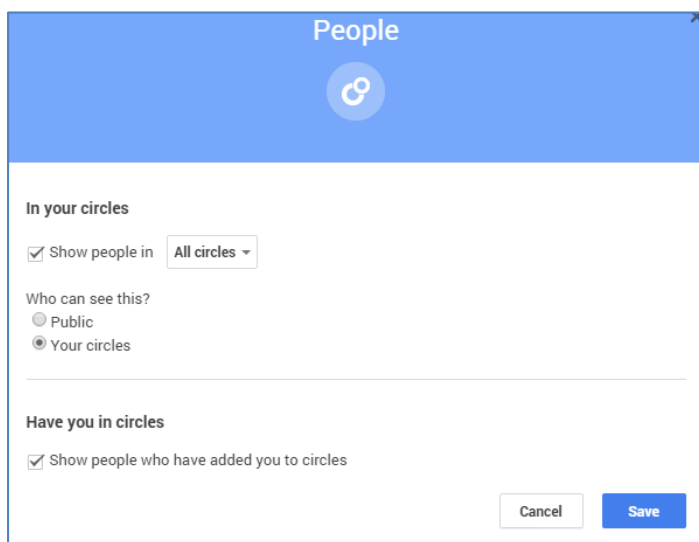 People
In your circles
Show people in All circles
Who can see this?
Public
Your circles
Have you in circles
Show people who have added you to circles
Cancel Save